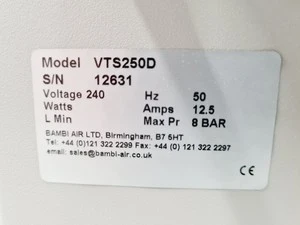 Model VTS250D
S/N 12631
Voltage 240 Hz 50
Watts Amps 12.5
L Min Max Pr 8 BAR
BAMBI AIR LTD, Birmingham, B7 5HT
Tel: +44 (0)121 322 2299 Fax: +44 (0)121 322 2297
email: sales@bambi-air.co.uk
CE